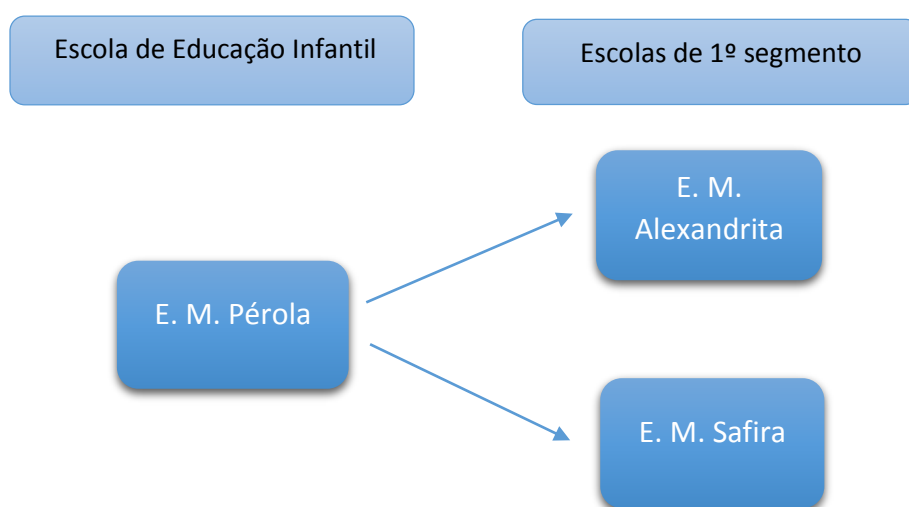 Escola de Educação Infantil
Escolas de 1º segmento
E. M.
Alexandrita
E. M. Pérola
E. M. Safira